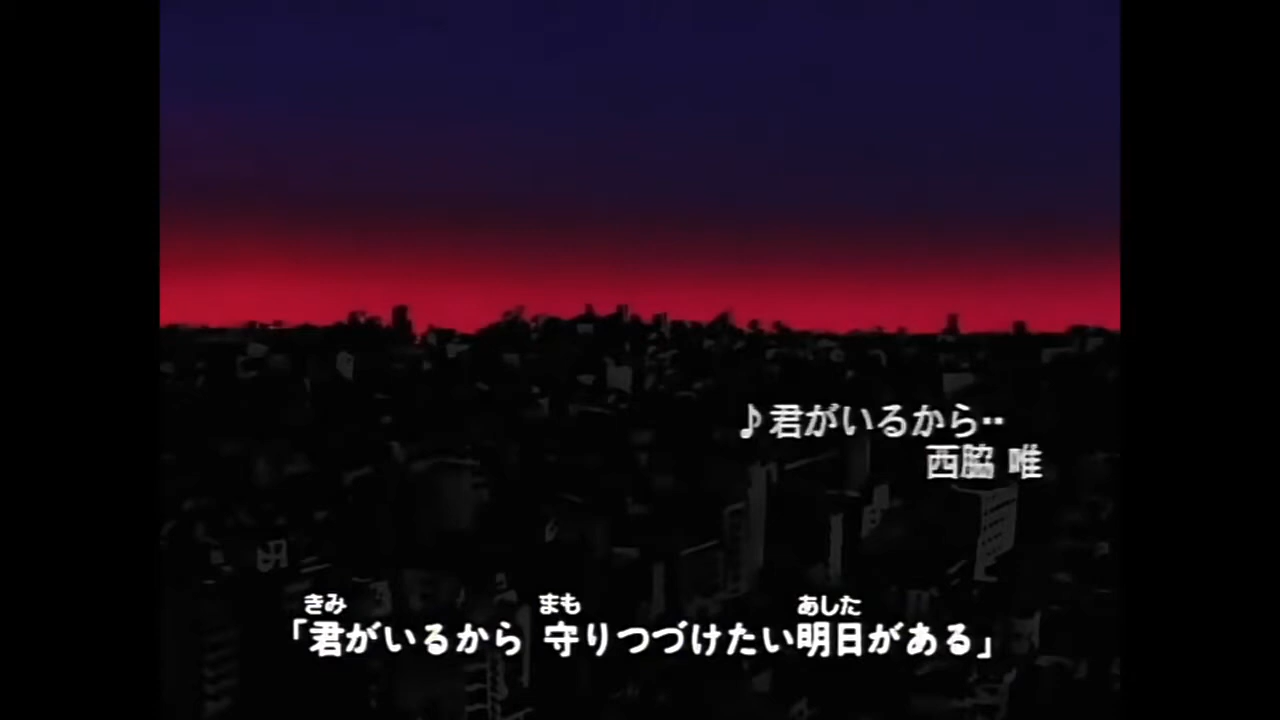 ♪君がいるから‥
西脇 唯
きみ まも あした
「君がいるから 守りつづけたい明日がある」